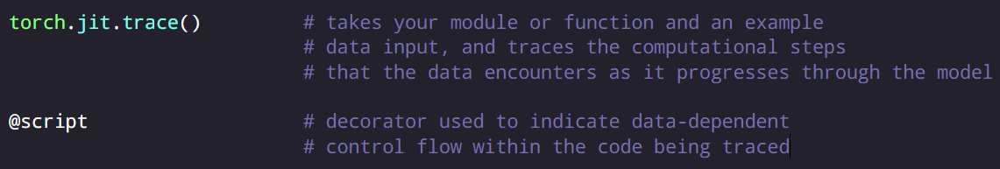 torch.jit.trace() # takes your module or function and an example
# data input, and traces the computational steps
# that the data encounters as it progresses through the model
@script # decorator used to indicate data-dependent
# control flow within the code being traced